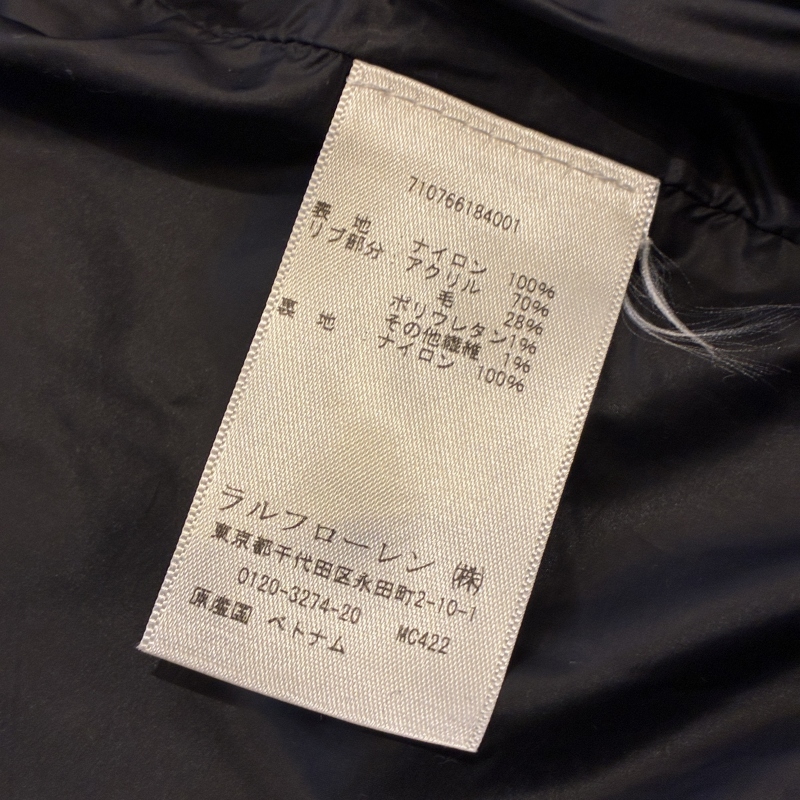 710766184001
表 地 ナイロン 100%
リブ部分 アクリル 70%
毛 28%
ポリウレタン 1%
その他繊維 1%
裏 地 ナイロン 100%
ラルフローレン ㈱
東京都千代田区永田町2-10-1
0120-3274-20
原産国 ベトナム MC422